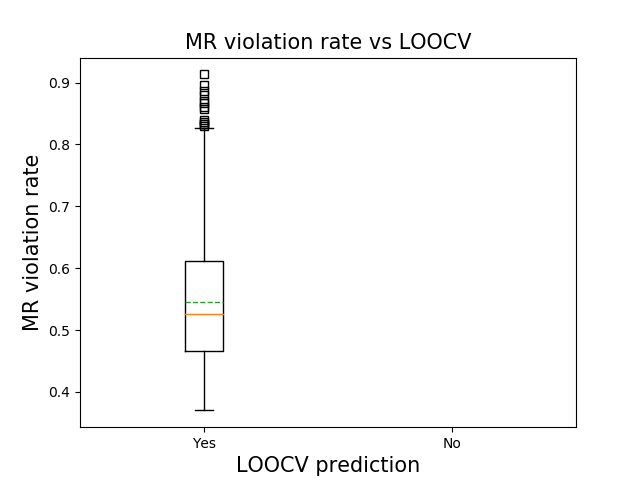 MR violation rate vs LOOCV
MR violation rate
0.9
0.8
0.7
0.6
0.5
0.4
Yes
No
LOOCV prediction